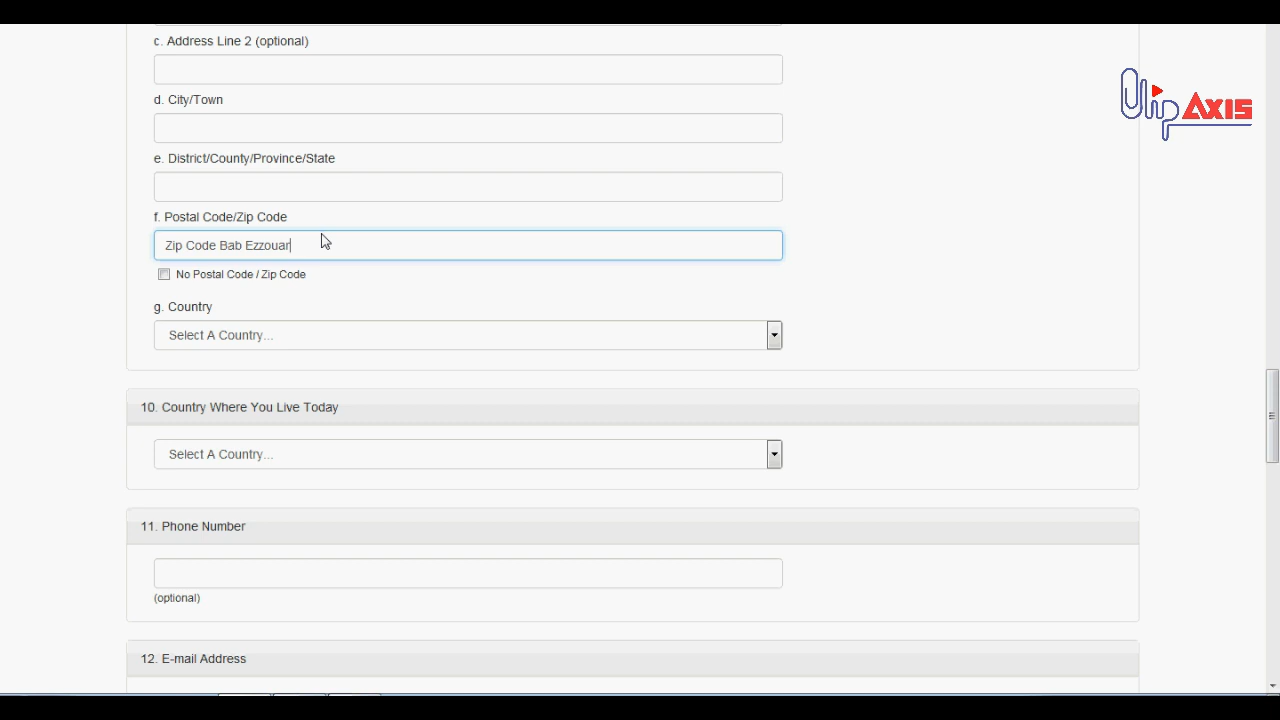 c. Address Line 2 (optional)
ClipAXIS
d. City/Town
e. District/County/Province/State
f. Postal Code/Zip Code
Zip Code Bab Ezzouar
No Postal Code / Zip Code
g. Country
Select A Country...
10. Country Where You Live Today
Select A Country...
11. Phone Number
(optional)
12. E-mail Address